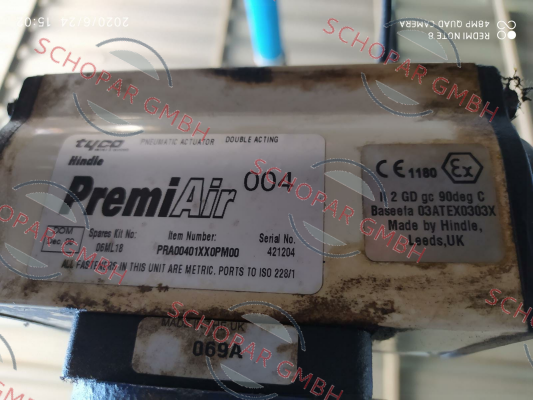 2020/6/24 15:0
REDMI NOTE 8
48MP QUAD CAMERA
SCHOPAR GMBH
tyco PNEUMATIC ACTUATOR DOUBLE ACTING
Hindle
PremiAir 004
Dec. 02
Spares Kit No: Item Number: Serial No.
06ML18 PRA00401XX0PM00 421204
ALL FASTENERS IN THIS UNIT ARE METRIC. PORTS TO ISO 228/1
CE 1180 Ex
II 2 GD gc 90deg C
Baseefa 03ATEX0303X
Made by Hindle,
Leeds,UK
069A